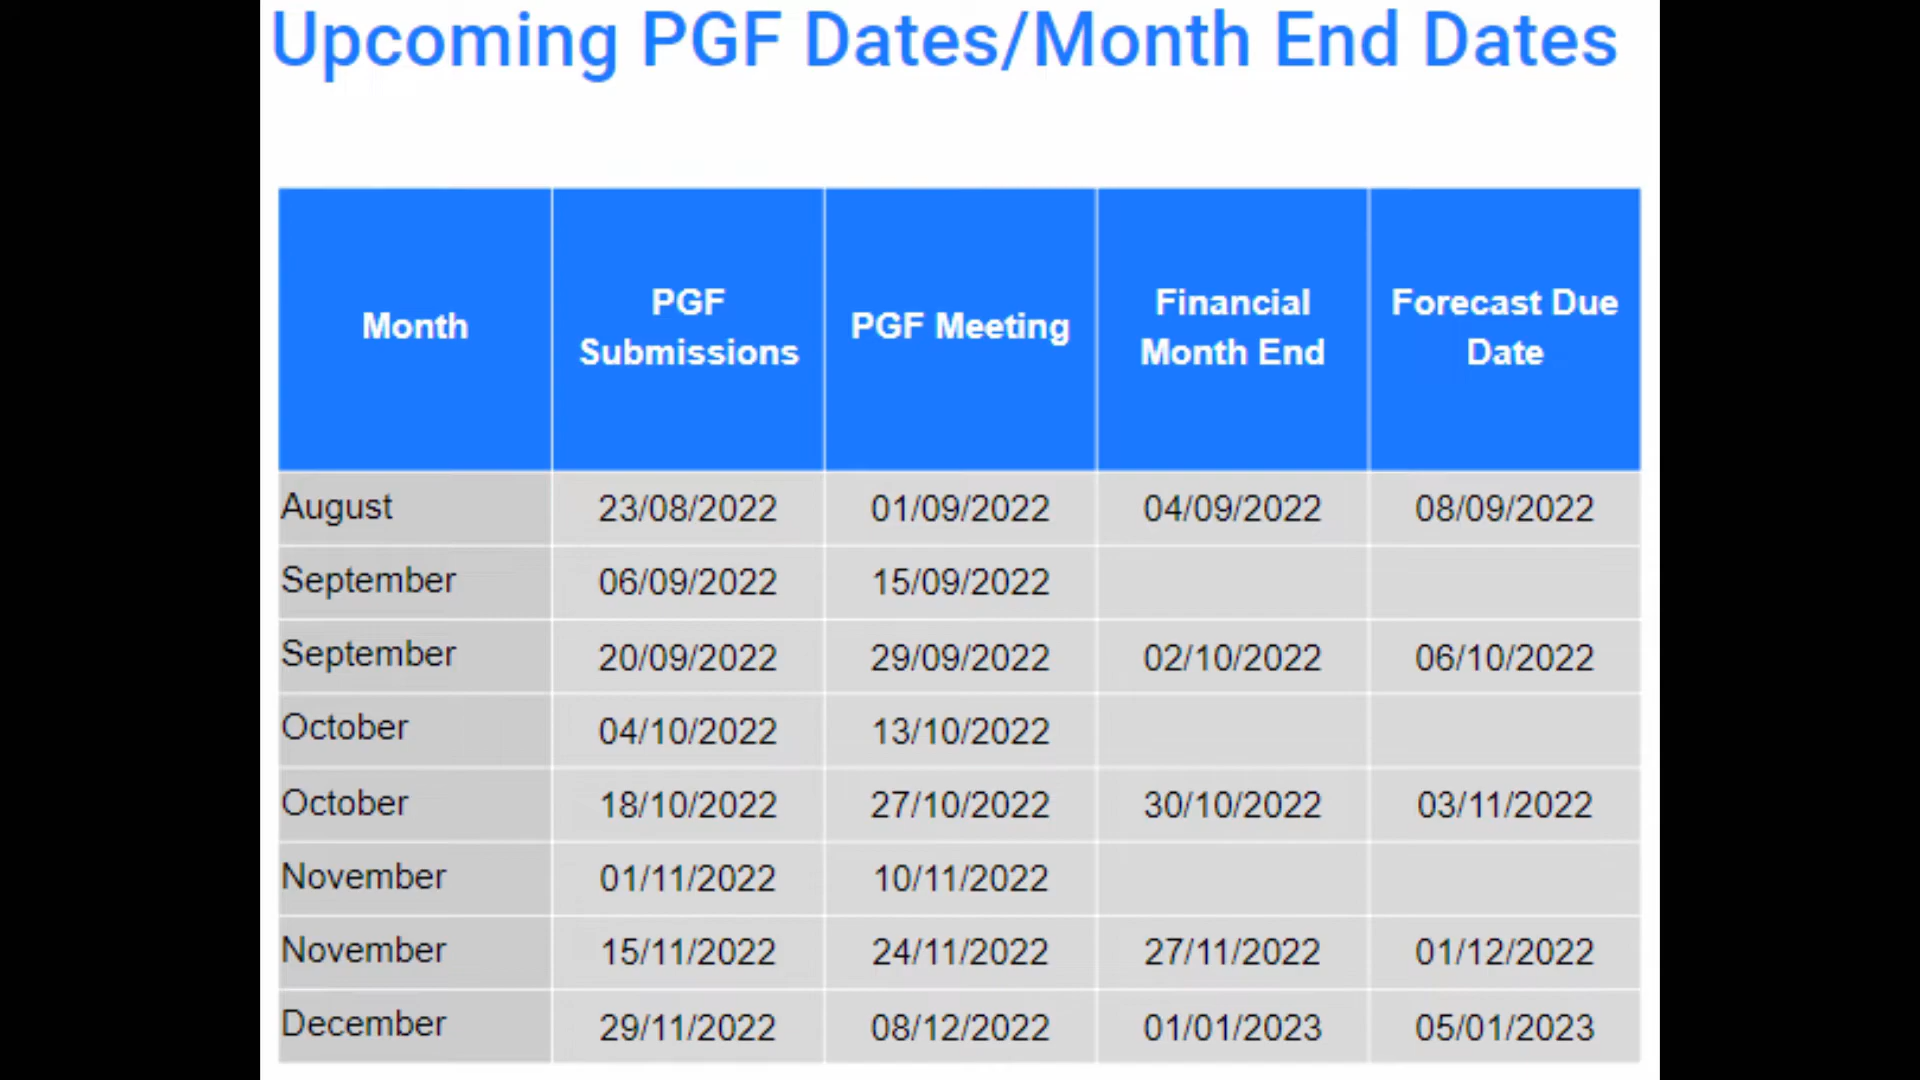 Upcoming PGF Dates/Month End Dates
Month
PGF Submissions
PGF Meeting
Financial Month End
Forecast Due Date
August 23/08/2022 01/09/2022 04/09/2022 08/09/2022
September 06/09/2022 15/09/2022
September 20/09/2022 29/09/2022 02/10/2022 06/10/2022
October 04/10/2022 13/10/2022
October 18/10/2022 27/10/2022 30/10/2022 03/11/2022
November 01/11/2022 10/11/2022
November 15/11/2022 24/11/2022 27/11/2022 01/12/2022
December 29/11/2022 08/12/2022 01/01/2023 05/01/2023